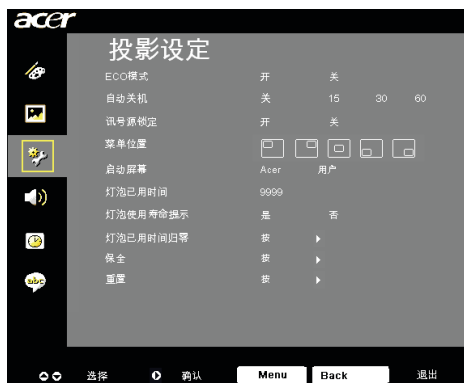 acer
投影设定
ECO模式 开 关
自动关机 关 15 30 60
讯号源锁定 开 关
菜单位置
启动屏幕 Acer 用户
灯泡已用时间 9999
灯泡使用寿命提示 是 否
灯泡已用时间归零 按
保全 按
重置 按
abc
选择 确认 Menu Back 退出